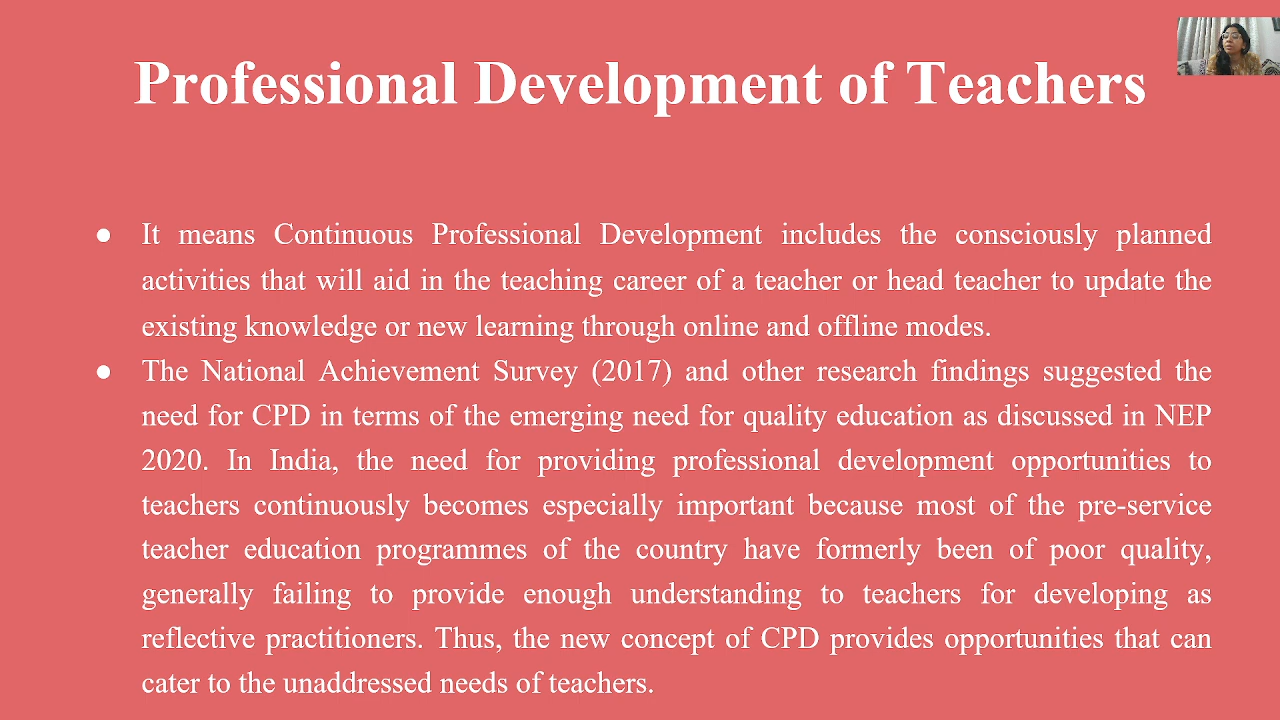 Professional Development of Teachers
● It means Continuous Professional Development includes the consciously planned
activities that will aid in the teaching career of a teacher or head teacher to update the
existing knowledge or new learning through online and offline modes.
● The National Achievement Survey (2017) and other research findings suggested the
need for CPD in terms of the emerging need for quality education as discussed in NEP
2020. In India, the need for providing professional development opportunities to
teachers continuously becomes especially important because most of the pre-service
teacher education programmes of the country have formerly been of poor quality,
generally failing to provide enough understanding to teachers for developing as
reflective practitioners. Thus, the new concept of CPD provides opportunities that can
cater to the unaddressed needs of teachers.